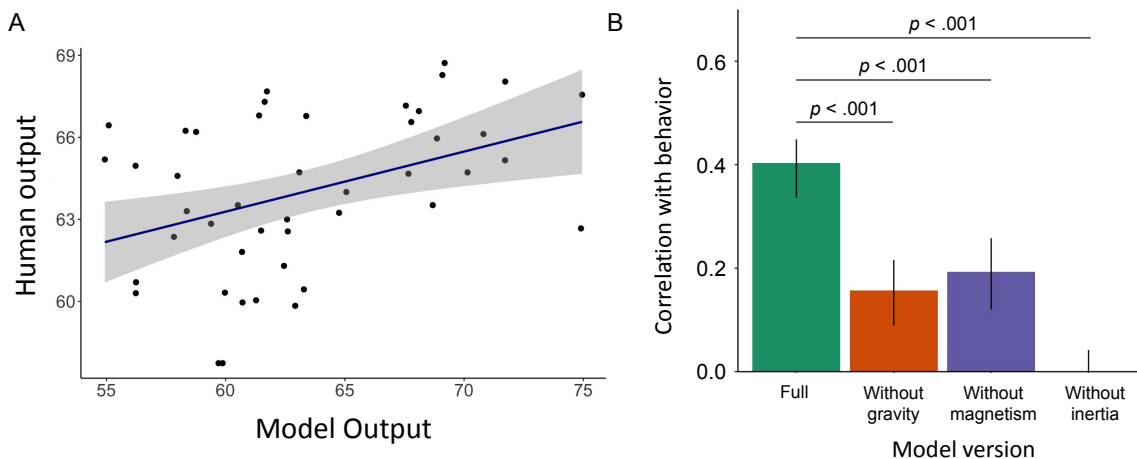 A
Human output
69
66
63
60
55
60
65
70
75
Model Output
B
Correlation with behavior
0.6
0.4
0.2
0.0
p < .001
p < .001
p < .001
Full
Without
gravity
Without
magnetism
Without
inertia
Model version